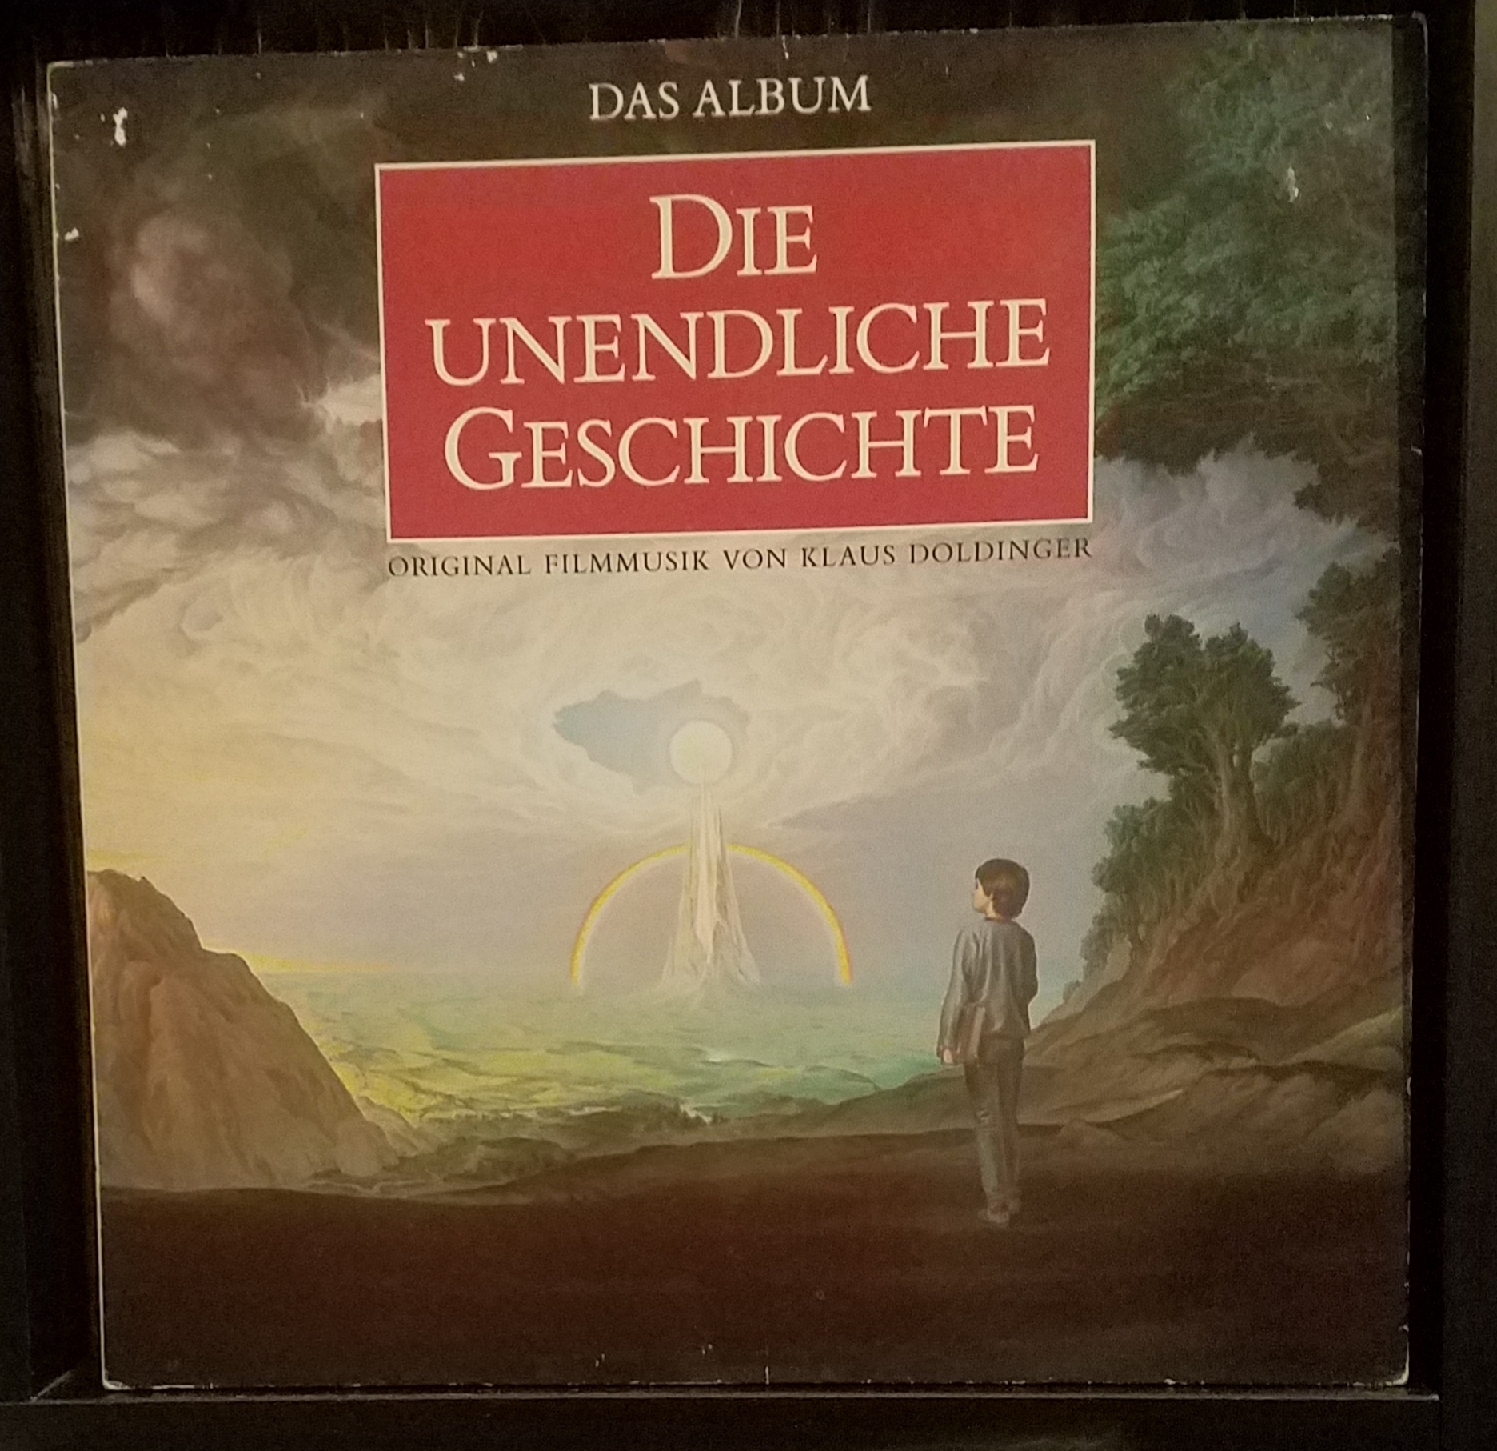 DAS ALBUM
DIE
UNENDLICHE
GESCHICHTE
ORIGINAL FILMMUSIK VON KLAUS DOLDINGER